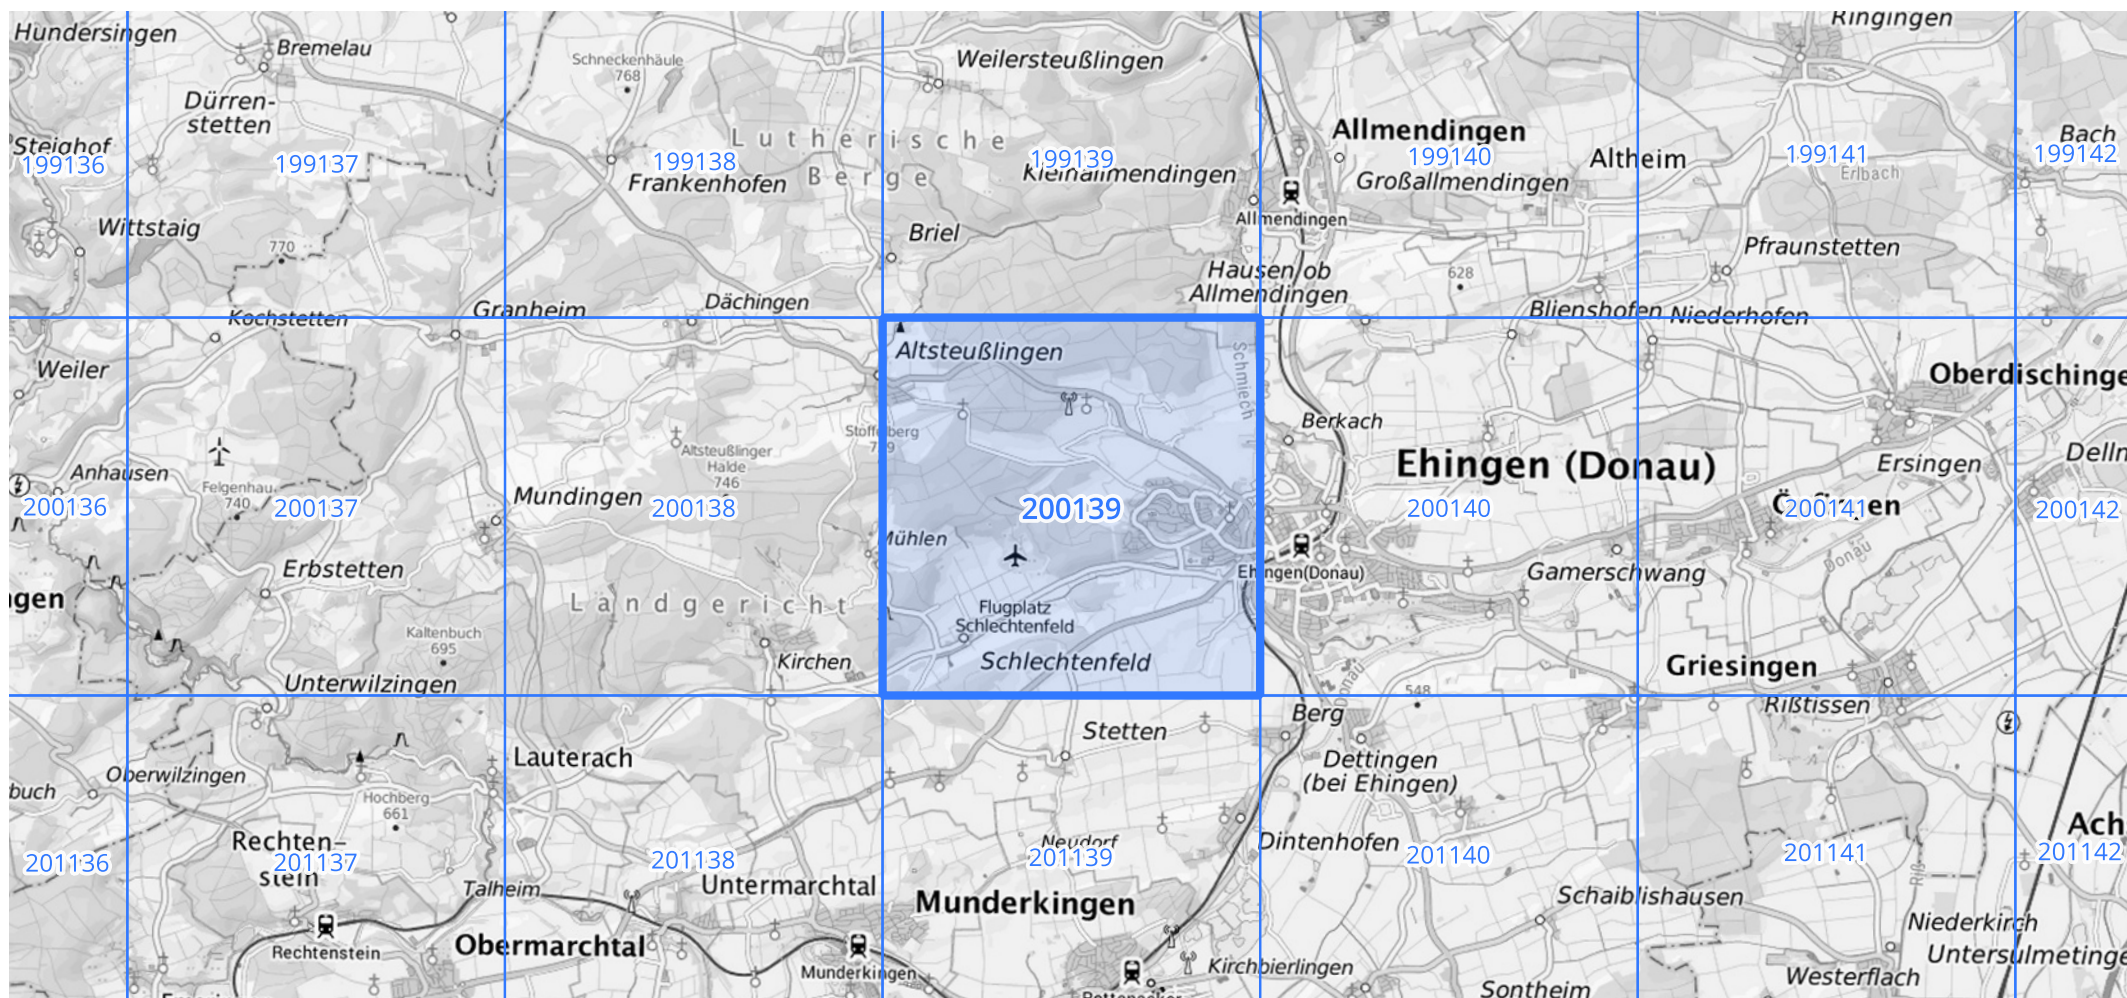 Hundersingen
Bremelau
Schneckenhäule
768
Weilersteußlingen
Ringingen
Dürren-
stetten
Lutherische
Berge
Allmendingen
Bach
Steighof
199136
199137
199138
199139
199140
199141
199142
Altheim
Erlbach
Frankenhofen
Kleinallmendingen
Großallmendingen
Wittstaig
Allmendingen
770
Briel
Pfraunstetten
Hausen ob
Allmendingen
628
Granheim
Dächingen
Blienshofen
Niederhofen
Kochstetten
Weiler
Altsteußlingen
Schmiech
Oberdischinge
Berkach
Altsteußlinger
Halde
746
Ehingen (Donau)
Ersingen
Delln
Anhausen
Felgenhau
740
Mundingen
200136
200137
200138
200139
200140
200141
200142
Mühlen
Donau
Erbstetten
Ehingen(Donau)
Gamerschwang
ngen
Landgericht
Flugplatz
Schlechtenfeld
Kaltenbuch
695
Kirchen
Schlechtenfeld
Griesingen
Unterwilzingen
Donau
548
Rißtissen
Berg
Stetten
Lauterach
Dettingen
(bei Ehingen)
Oberwilzingen
buch
Hochberg
661
Ach
Rechten-
stein
Neudorf
Dintenhofen
201136
201137
201138
201139
201140
201141
201142
Riß
Talheim
Untermarchtal
Schaiblishausen
Munderkingen
Niederkirch
Obermarchtal
Rechtenstein
Munderkingen
Kirchbierlingen
Untersulmetinge
Westerflach
Sontheim